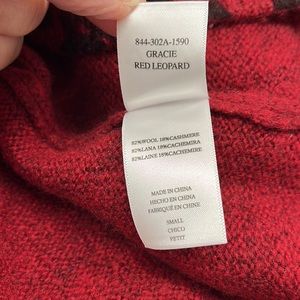 844-302A-1590
GRACIE
RED LEOPARD
82%WOOL 18%CASHMERE
82%LANA 18%CACHEMIRA
82%LAINE 18%CACHEMIRE
MADE IN CHINA
HECHO EN CHINA
FABRIQUÉ EN CHINE
SMALL
CHICO
PETIT